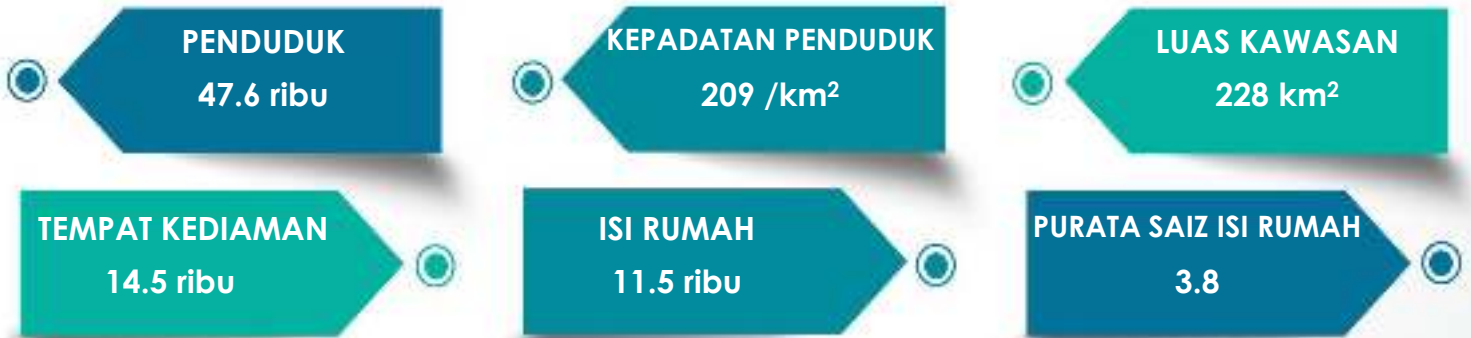 PENDUDUK
47.6 ribu
KEPADATAN PENDUDUK
209 /km²
LUAS KAWASAN
228 km²
TEMPAT KEDIAMAN
14.5 ribu
ISI RUMAH
11.5 ribu
PURATA SAIZ ISI RUMAH
3.8